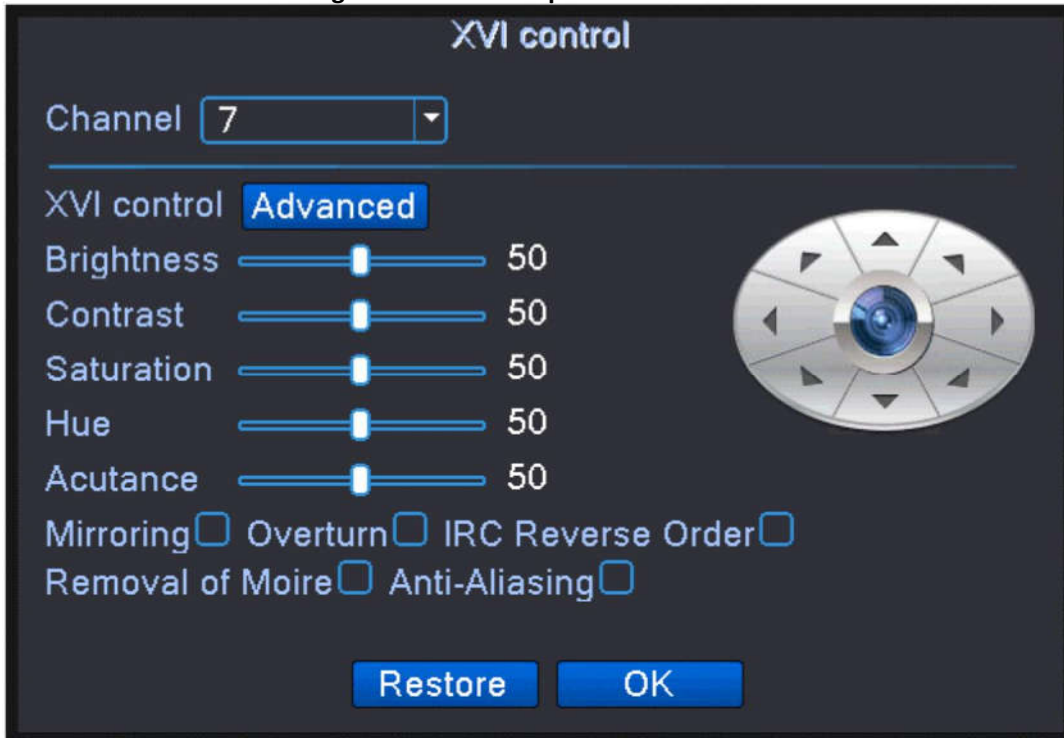 XVI control
Channel 7
XVI control Advanced
Brightness 50
Contrast 50
Saturation 50
Hue 50
Acutance 50
Mirroring Overturn IRC Reverse Order
Removal of Moire Anti-Aliasing
Restore OK